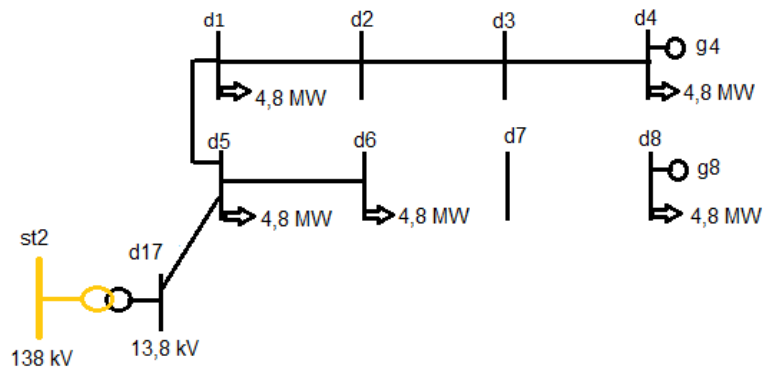 d1 d2 d3 d4
g4
4,8 MW 4,8 MW
d5 d6 d7 d8
g8
4,8 MW 4,8 MW 4,8 MW
st2
d17
138 kV
13,8 kV